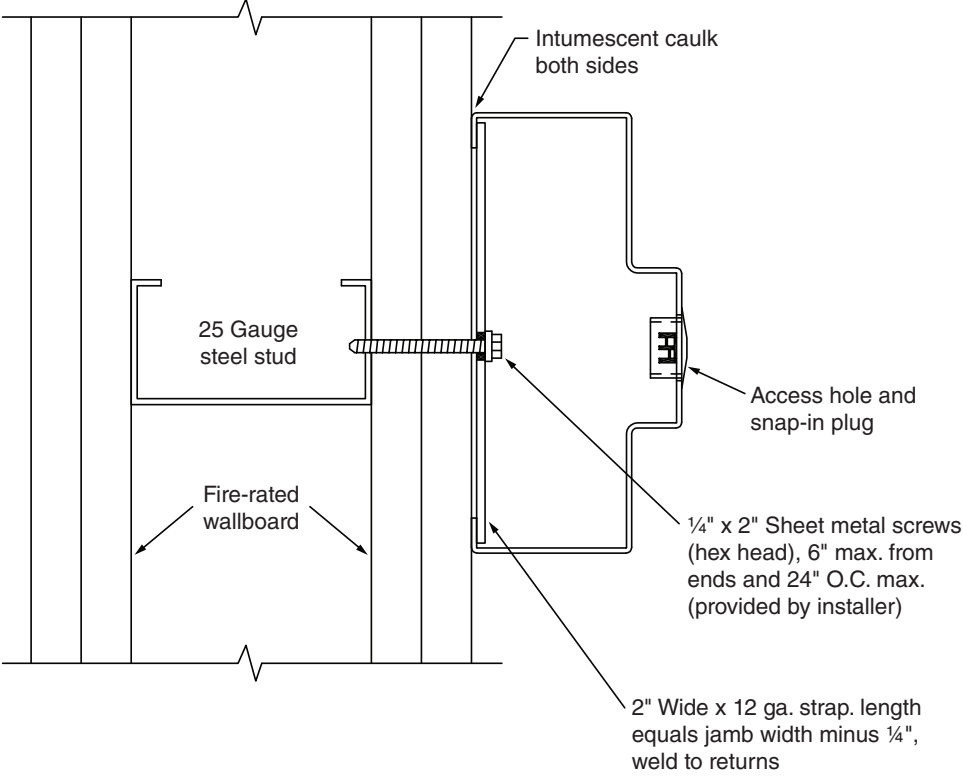 Intumescent caulk
both sides
25 Gauge
steel stud
Access hole and
snap-in plug
Fire-rated
wallboard
¼" x 2" Sheet metal screws
(hex head), 6" max. from
ends and 24" O.C. max.
(provided by installer)
2" Wide x 12 ga. strap. length
equals jamb width minus ¼",
weld to returns